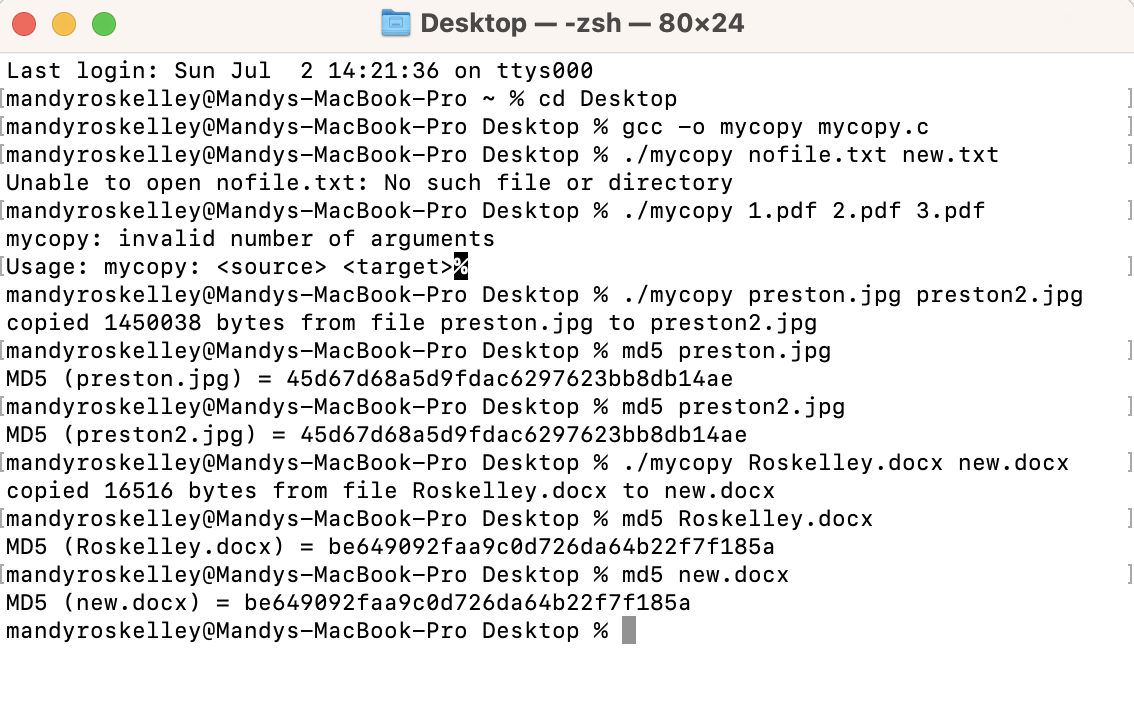 Desktop — -zsh — 80×24
Last login: Sun Jul  2 14:21:36 on ttys000
[mandyroskelley@Mandys-MacBook-Pro ~ % cd Desktop ]
[mandyroskelley@Mandys-MacBook-Pro Desktop % gcc -o mycopy mycopy.c ]
[mandyroskelley@Mandys-MacBook-Pro Desktop % ./mycopy nofile.txt new.txt ]
Unable to open nofile.txt: No such file or directory
[mandyroskelley@Mandys-MacBook-Pro Desktop % ./mycopy 1.pdf 2.pdf 3.pdf ]
mycopy: invalid number of arguments
[Usage: mycopy: <source> <target>% ]
mandyroskelley@Mandys-MacBook-Pro Desktop % ./mycopy preston.jpg preston2.jpg
copied 1450038 bytes from file preston.jpg to preston2.jpg
[mandyroskelley@Mandys-MacBook-Pro Desktop % md5 preston.jpg ]
MD5 (preston.jpg) = 45d67d68a5d9fdac6297623bb8db14ae
[mandyroskelley@Mandys-MacBook-Pro Desktop % md5 preston2.jpg ]
MD5 (preston2.jpg) = 45d67d68a5d9fdac6297623bb8db14ae
[mandyroskelley@Mandys-MacBook-Pro Desktop % ./mycopy Roskelley.docx new.docx ]
copied 16516 bytes from file Roskelley.docx to new.docx
[mandyroskelley@Mandys-MacBook-Pro Desktop % md5 Roskelley.docx ]
MD5 (Roskelley.docx) = be649092faa9c0d726da64b22f7f185a
[mandyroskelley@Mandys-MacBook-Pro Desktop % md5 new.docx ]
MD5 (new.docx) = be649092faa9c0d726da64b22f7f185a
mandyroskelley@Mandys-MacBook-Pro Desktop %